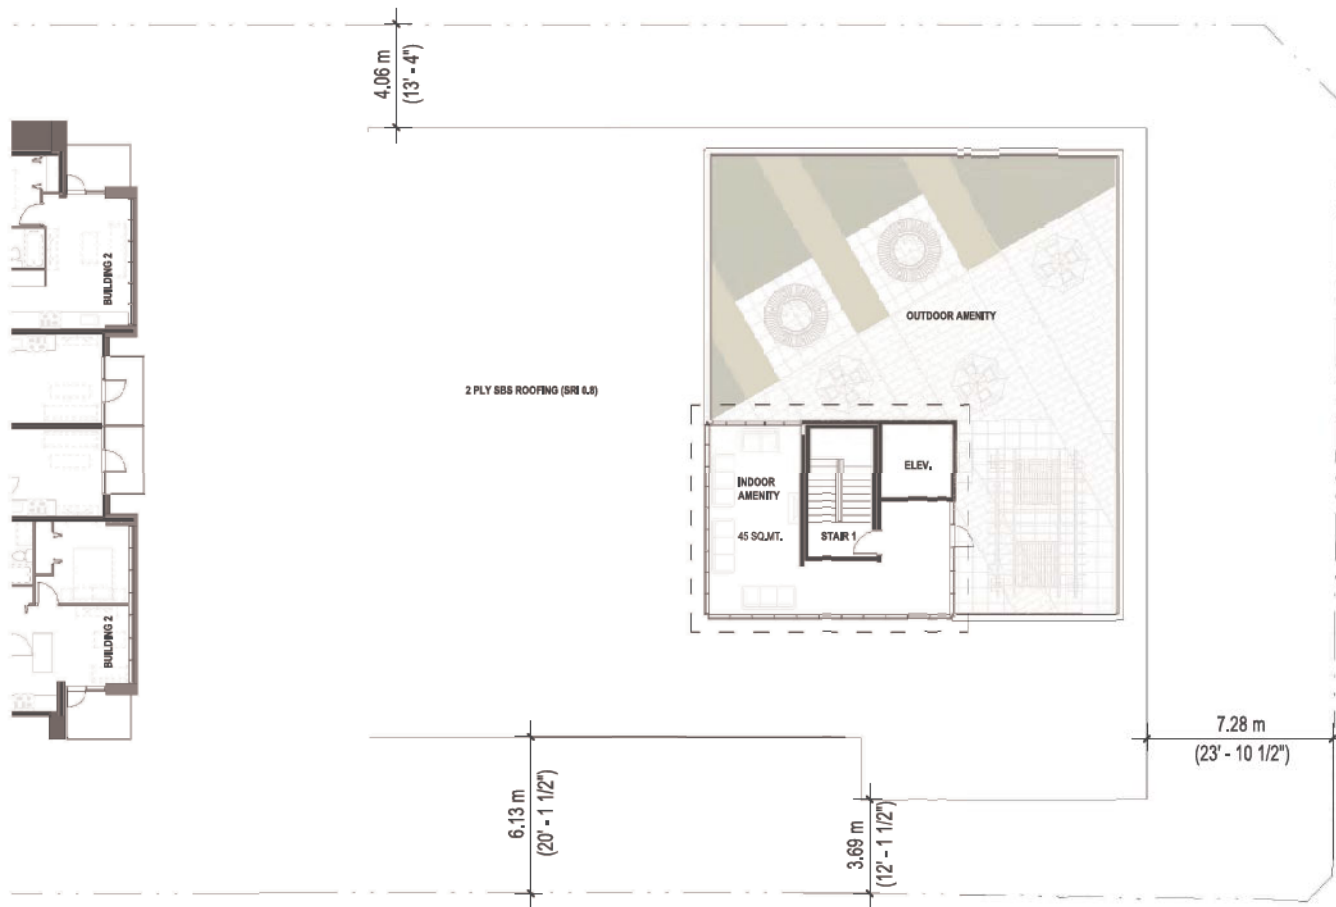 4.06 m
(13' - 4")
BUILDING 2
OUTDOOR AMENITY
2 PLY SBS ROOFING (SRI 0.8)
ELEV.
INDOOR
AMENITY
45 SQ.MT.
STAIR 1
BUILDING 2
7.28 m
(23' - 10 1/2")
6.13 m
(20' - 1 1/2")
3.69 m
(12' - 1 1/2")